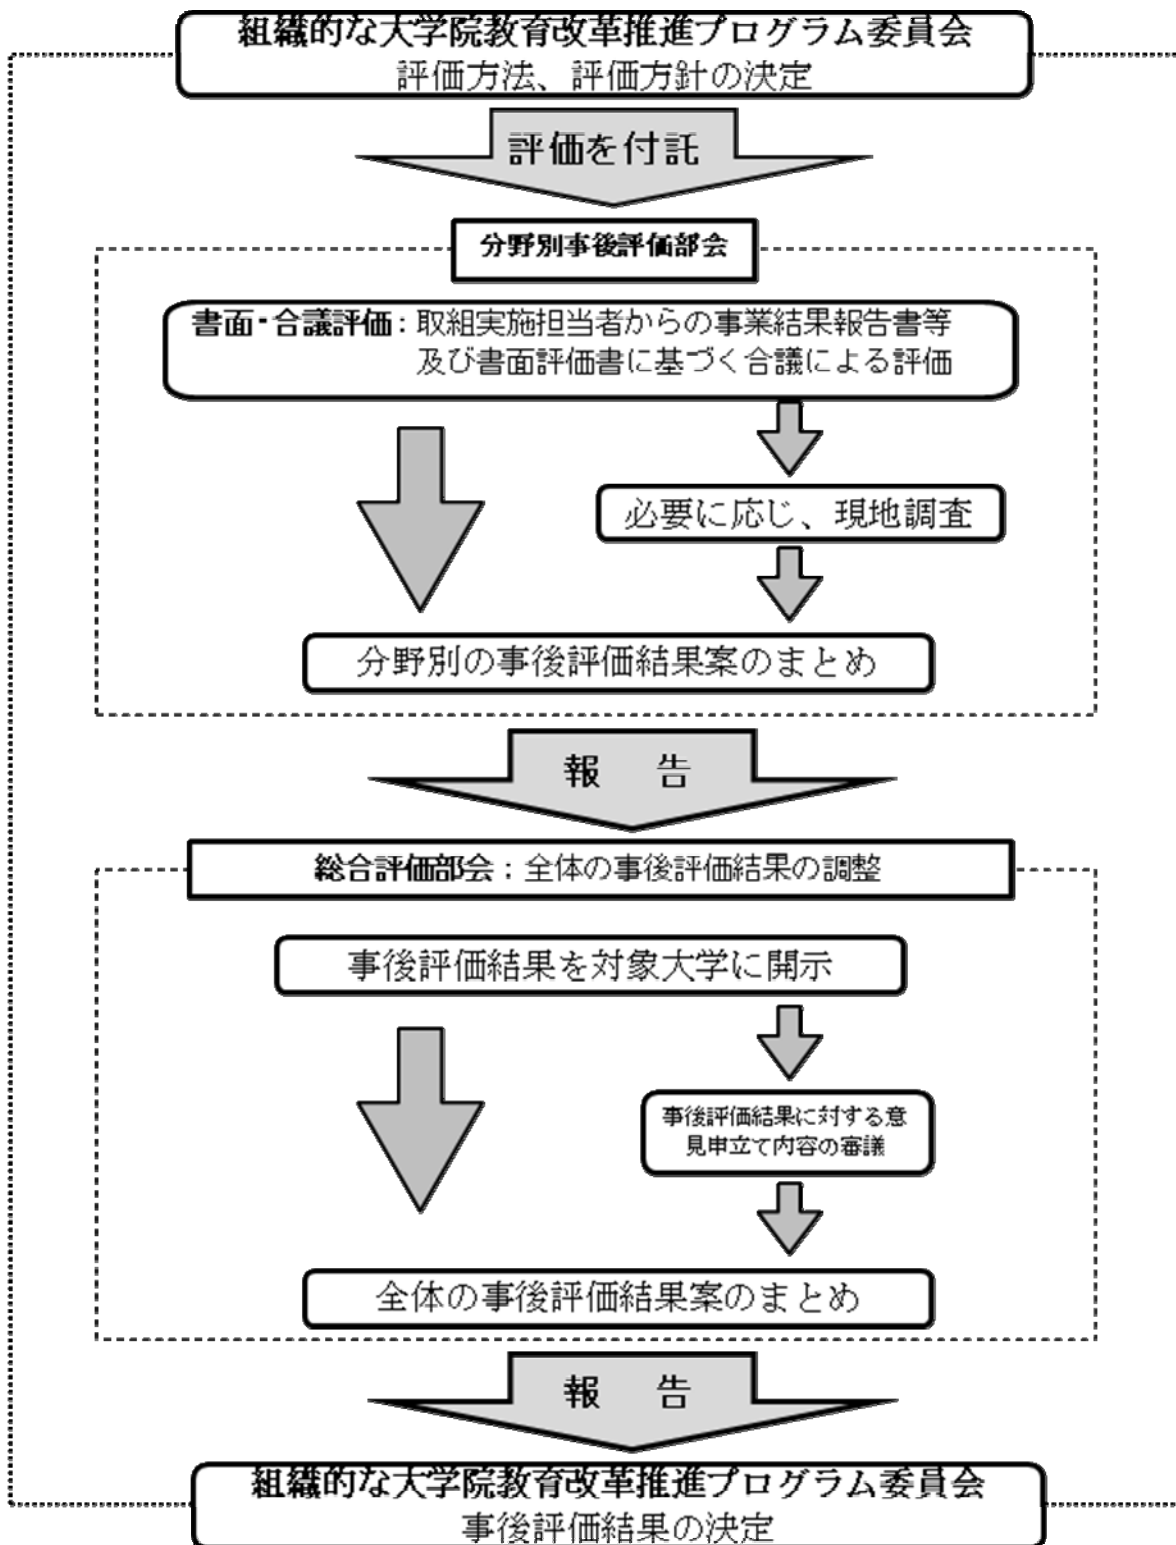 組織的な大学院教育改革推進プログラム委員会
評価方法、評価方針の決定
評価を付託
分野別事後評価部会
書面・合議評価：取組実施担当者からの事業結果報告書等
及び書面評価書に基づく合議による評価
必要に応じ、現地調査
分野別の事後評価結果案のまとめ
報　告
総合評価部会：全体の事後評価結果の調整
事後評価結果を対象大学に開示
事後評価結果に対する意
見申立て内容の審議
全体の事後評価結果案のまとめ
報　告
組織的な大学院教育改革推進プログラム委員会
事後評価結果の決定